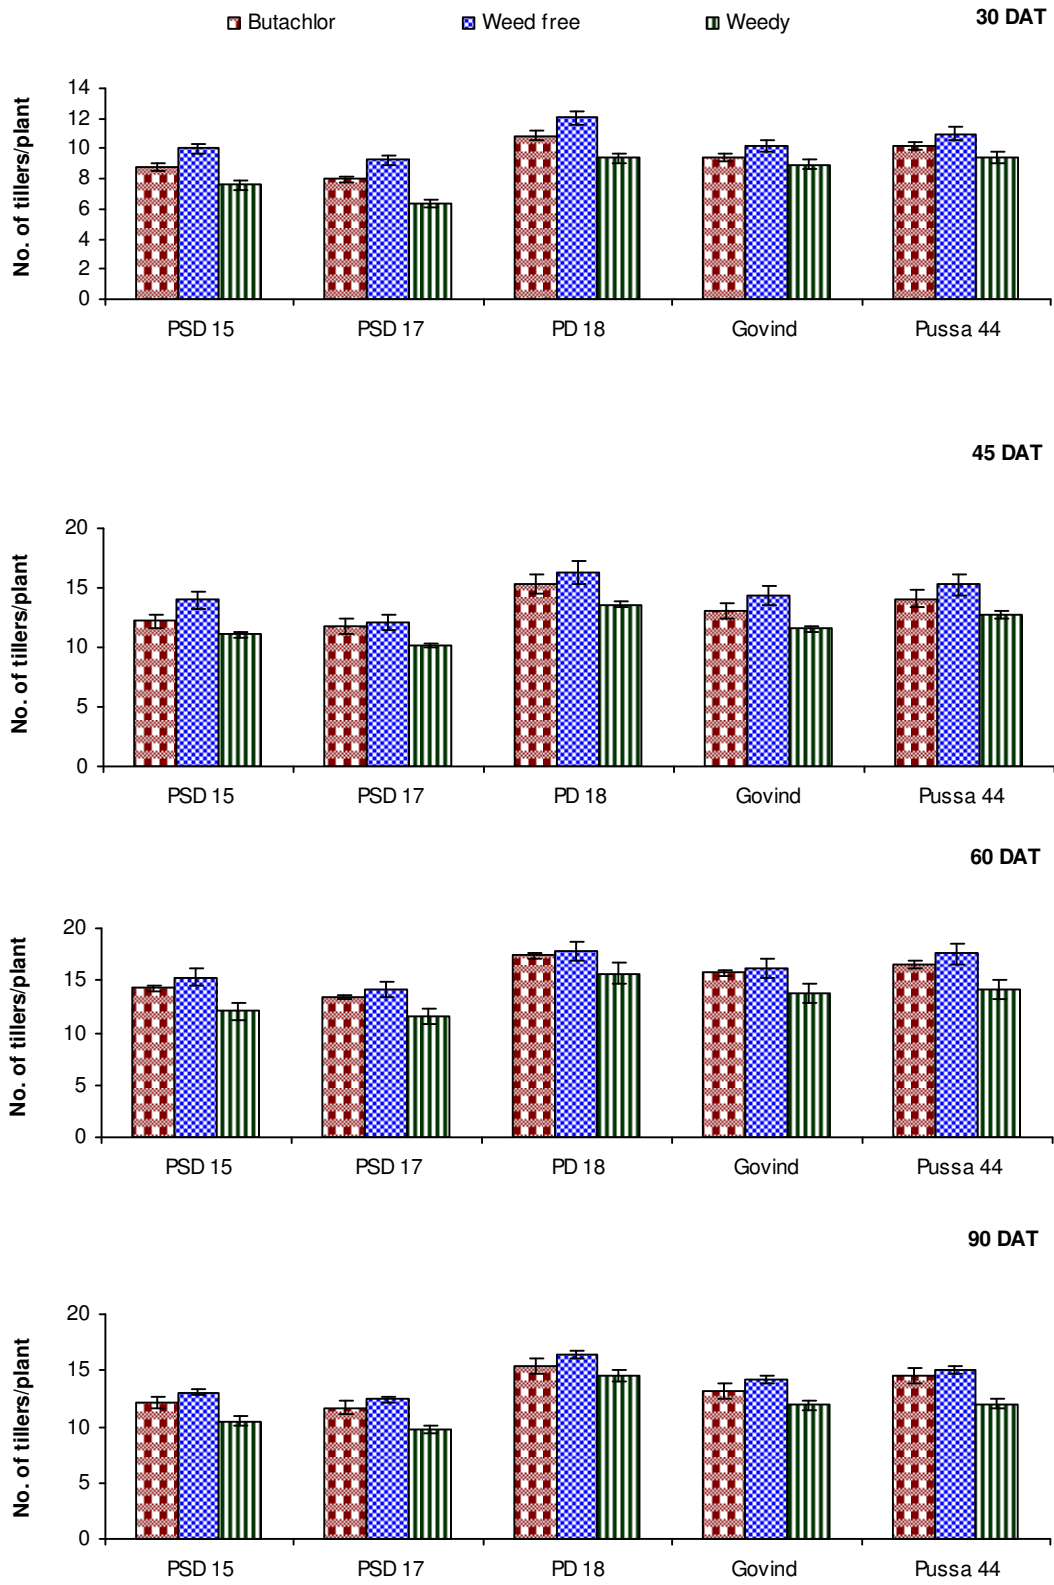 Butachlor Weed free Weedy 30 DAT
No. of tillers/plant
14
12
10
8
6
4
2
0
PSD 15 PSD 17 PD 18 Govind Pussa 44
45 DAT
No. of tillers/plant
20
15
10
5
0
PSD 15 PSD 17 PD 18 Govind Pussa 44
60 DAT
No. of tillers/plant
20
15
10
5
0
PSD 15 PSD 17 PD 18 Govind Pussa 44
90 DAT
No. of tillers/plant
20
15
10
5
0
PSD 15 PSD 17 PD 18 Govind Pussa 44